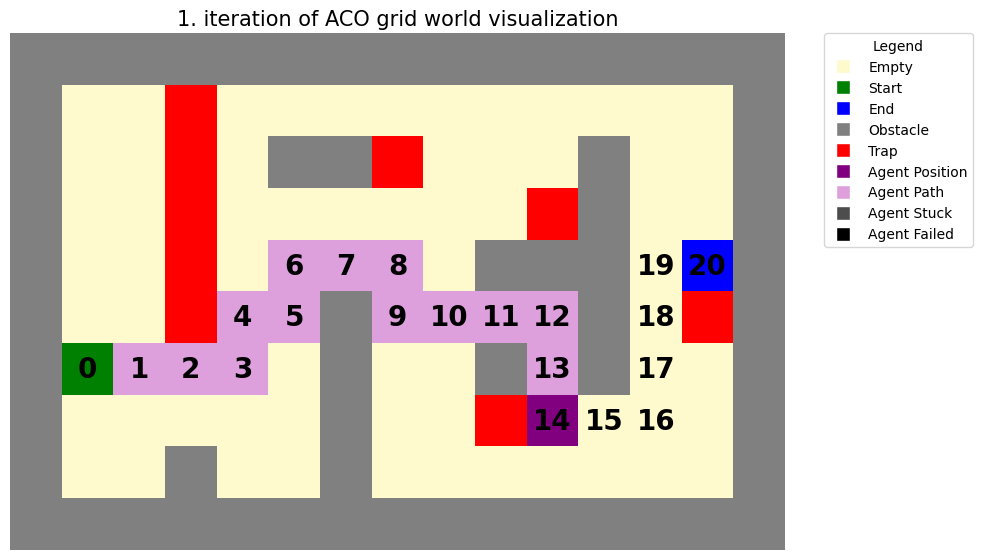 1. iteration of ACO grid world visualization
Legend
Empty
Start
End
Obstacle
Trap
Agent Position
Agent Path
Agent Stuck
Agent Failed
6 7 8 19 20
4 5 9 10 11 12 18
0 1 2 3 13 17
14 15 16